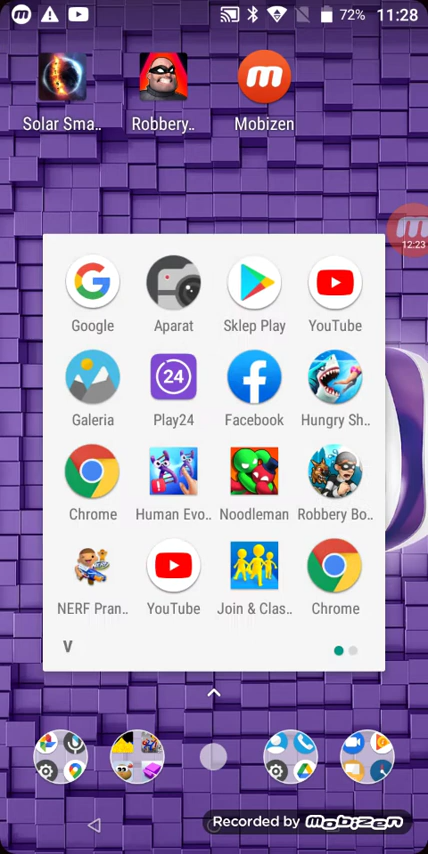 72% 11:28
Solar Sma.. Robbery.. Mobizen
12:23
Google Aparat Sklep Play YouTube
24
Galeria Play24 Facebook Hungry Sh..
Chrome Human Evo.. Noodleman Robbery Bo..
NERF Pran.. YouTube Join & Clas.. Chrome
V
Recorded by mobizen